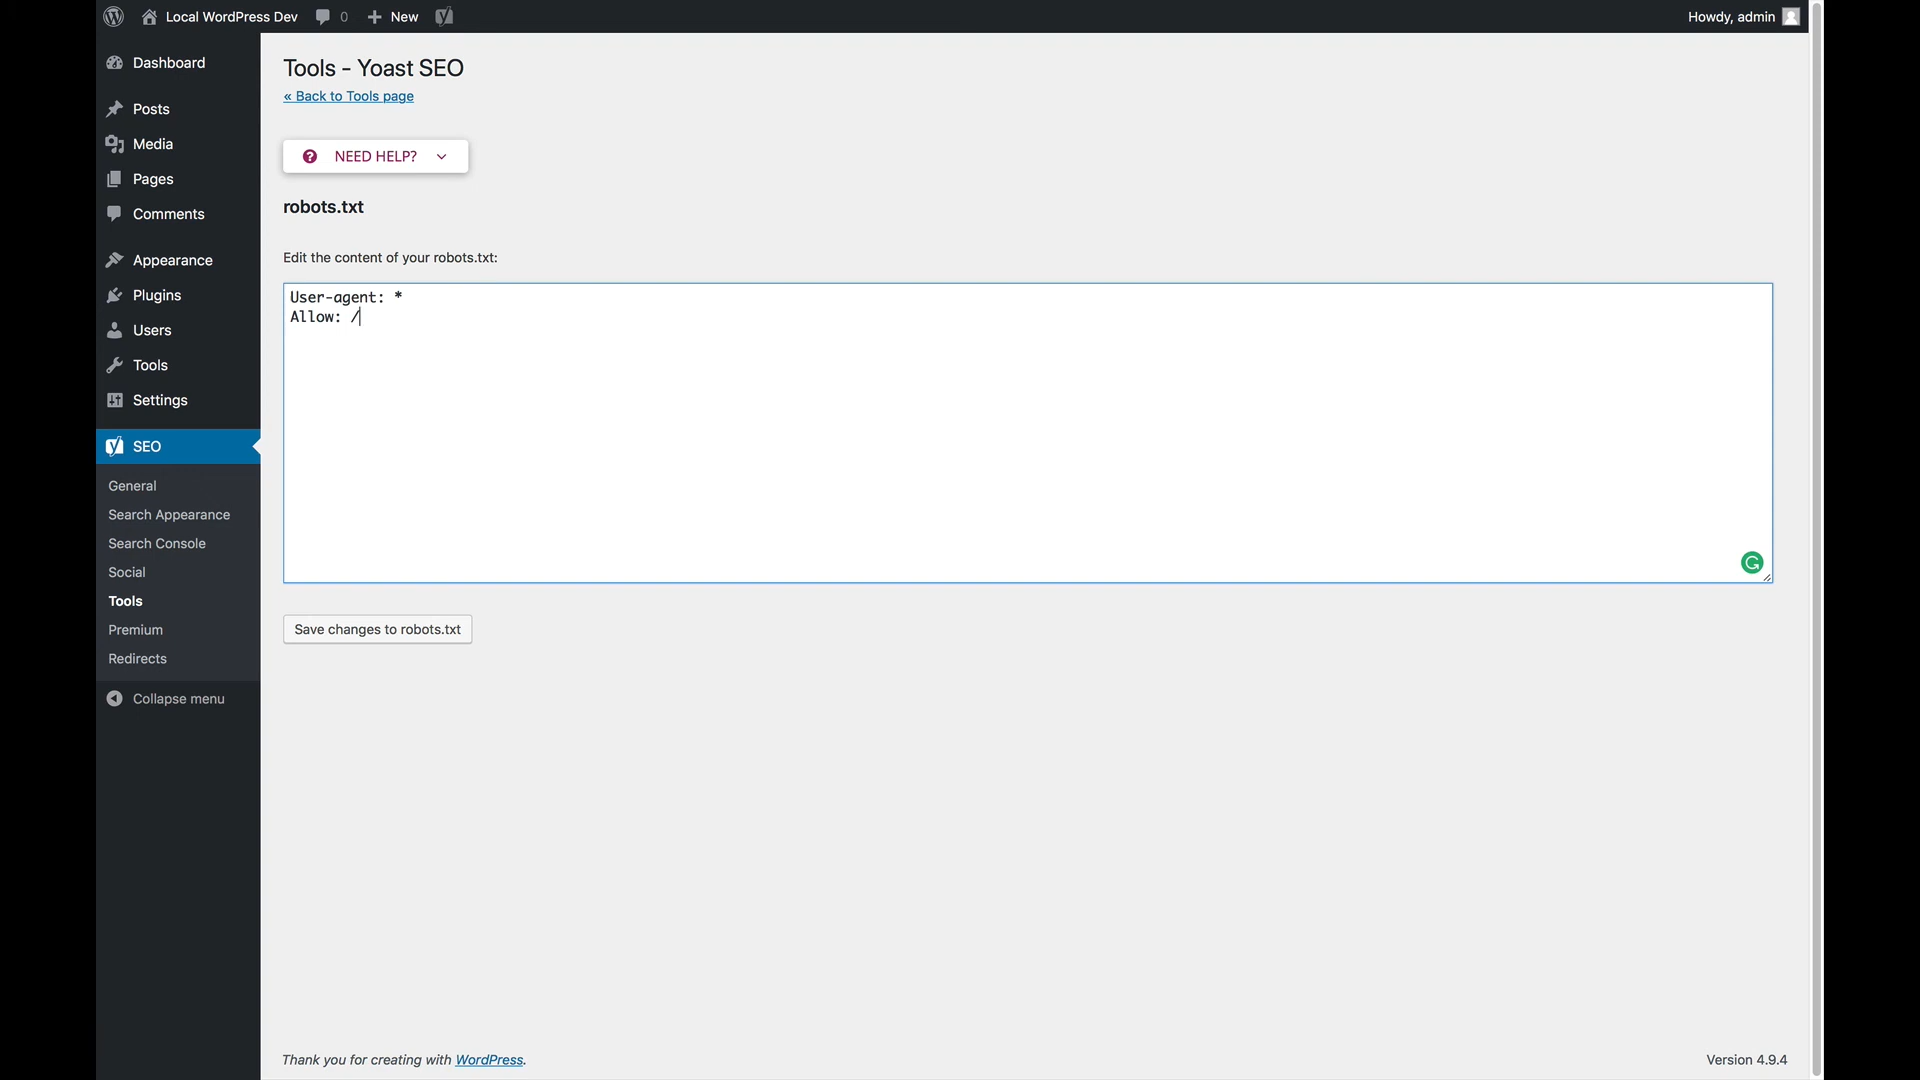 Local WordPress Dev 0 New Howdy, admin
Dashboard
Posts
Media
Pages
Comments
Appearance
Plugins
Users
Tools
Settings
SEO
General
Search Appearance
Search Console
Social
Tools
Premium
Redirects
Collapse menu
Tools - Yoast SEO
« Back to Tools page
NEED HELP?
robots.txt
Edit the content of your robots.txt:
User-agent: *
Allow: /
Save changes to robots.txt
Thank you for creating with WordPress.
Version 4.9.4